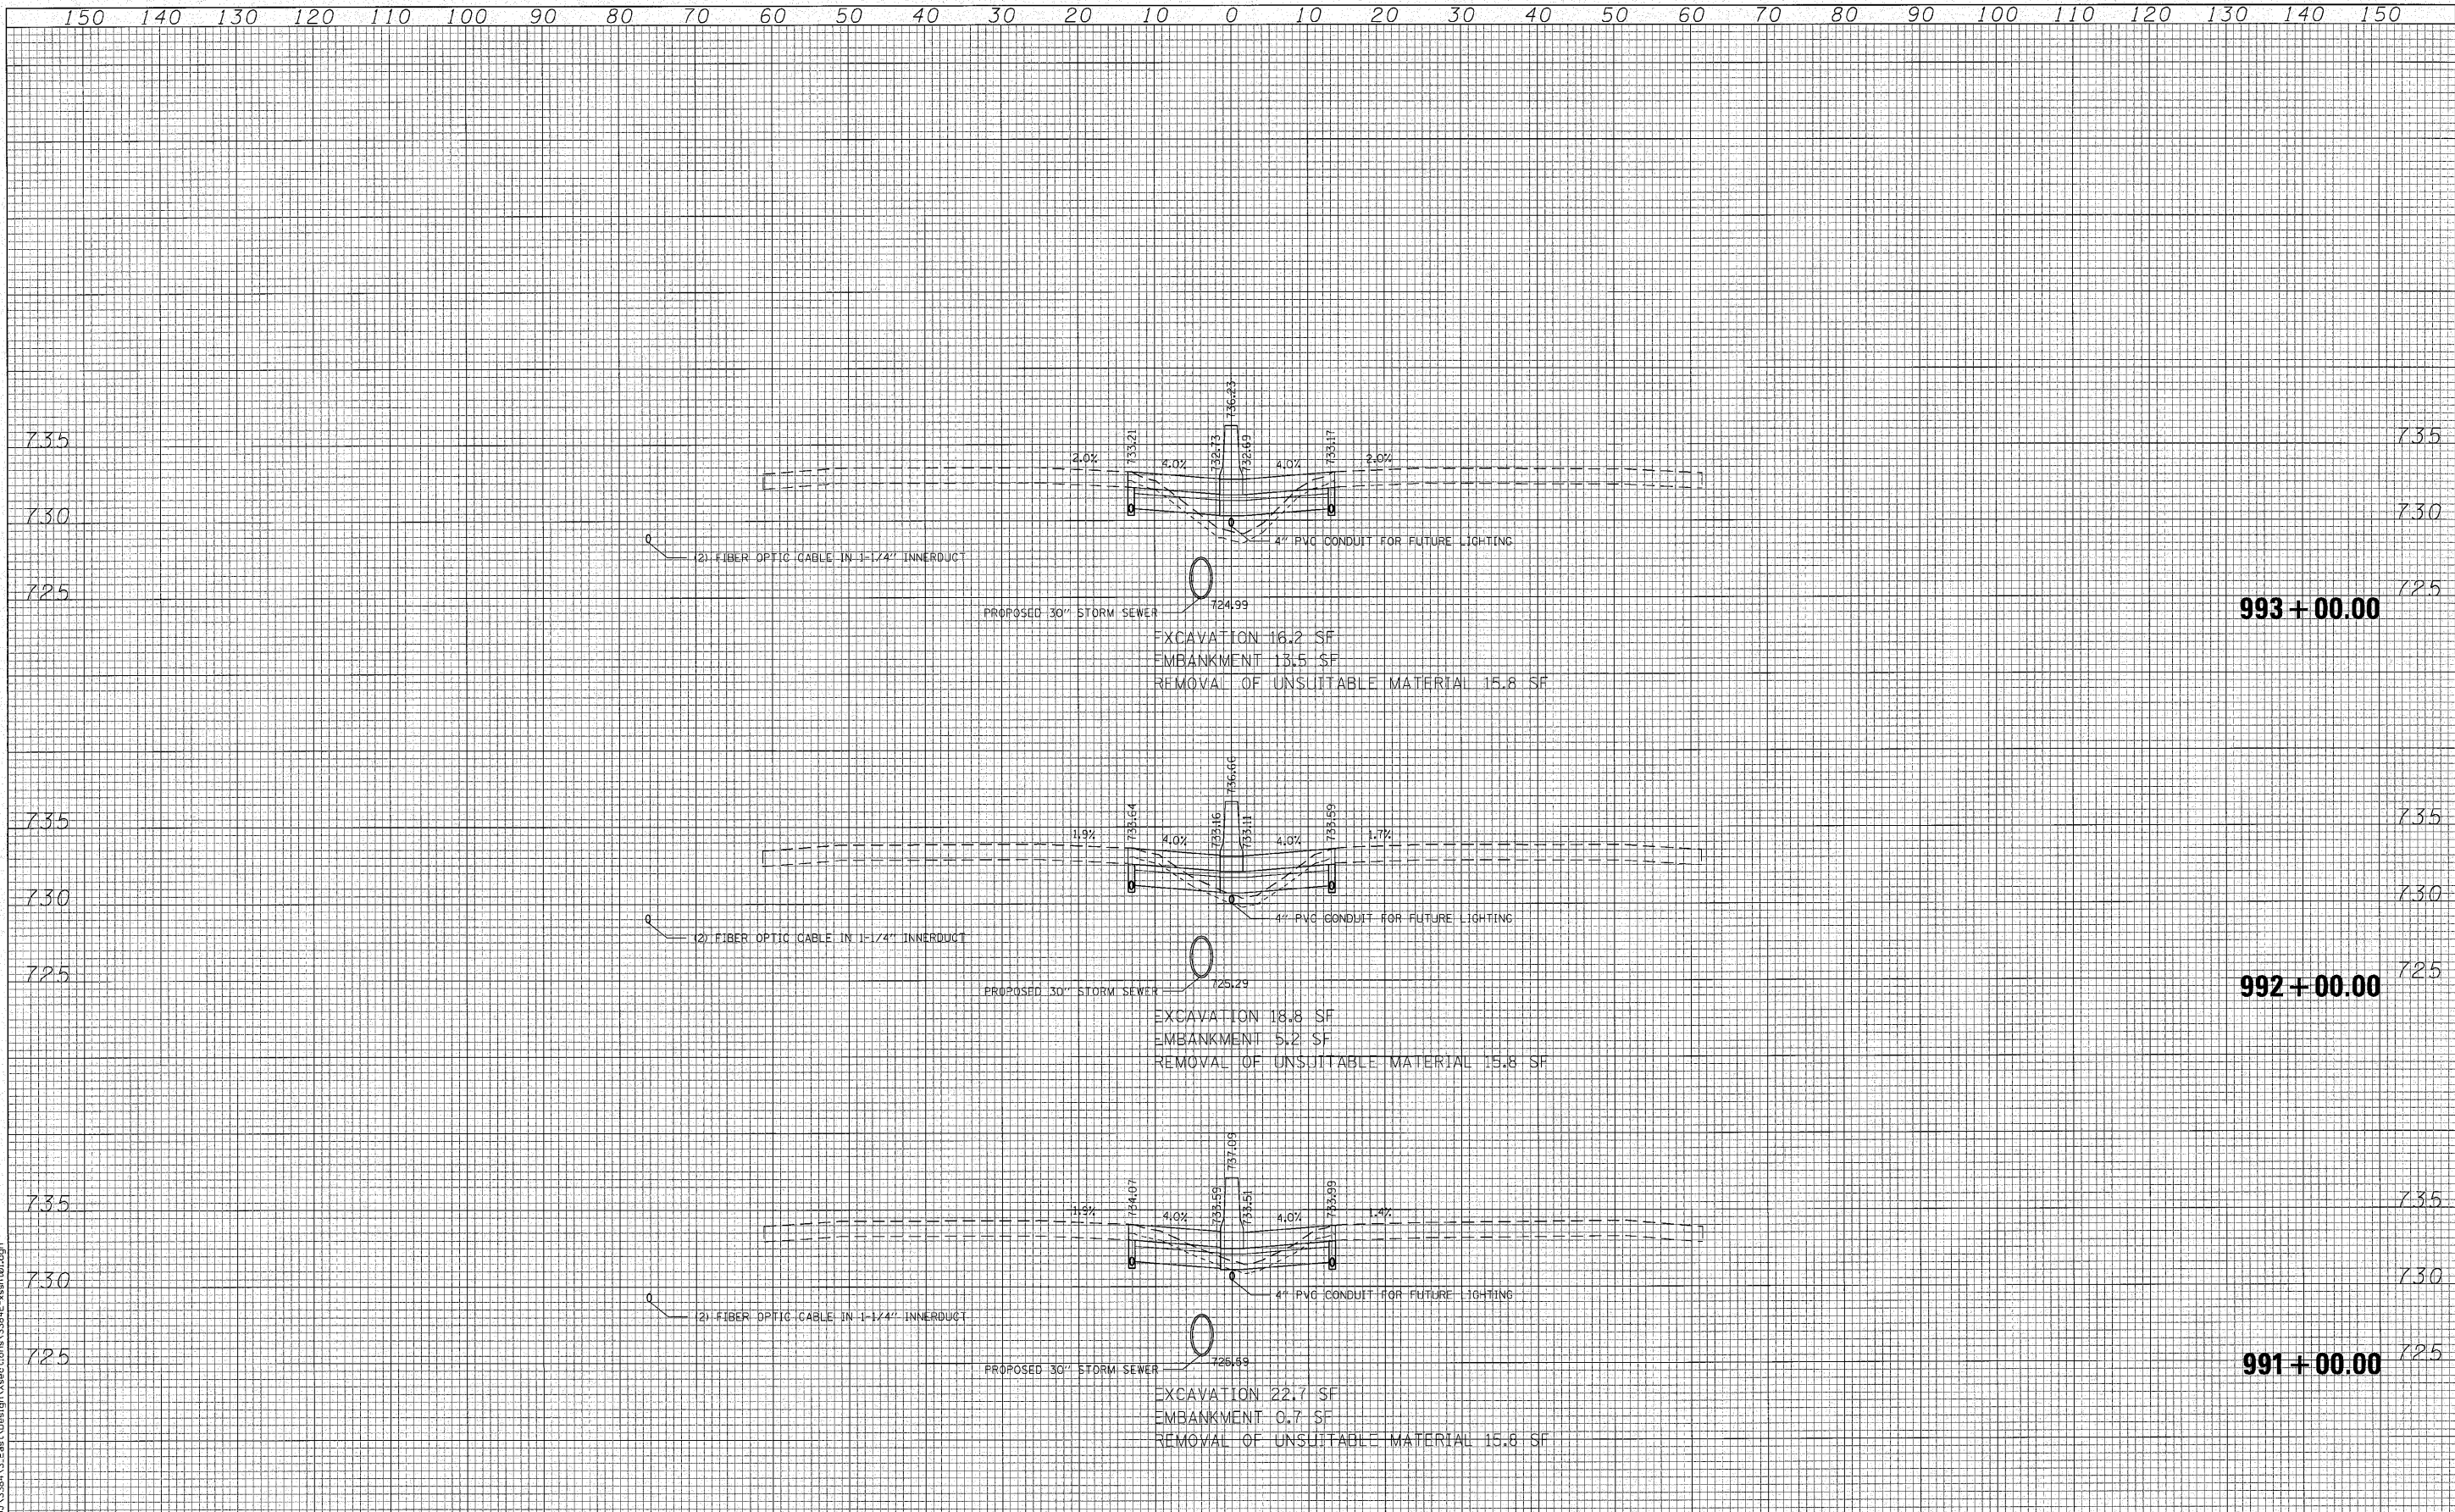 150 140 130 120 110 100 90 80 70 60 50 40 30 20 10 0 10 20 30 40 50 60 70 80 90 100 110 120 130 140 150
736.23
733.21 732.73 732.69 733.17
735 735
2.0% 4.0% 4.0% 2.0%
730 730
4" PVC CONDUIT FOR FUTURE LIGHTING
(2) FIBER OPTIC CABLE IN 1-1/4" INNERDUCT
725 725
724.99
993+00.00
PROPOSED 30" STORM SEWER
EXCAVATION 16.2 SF
EMBANKMENT 13.5 SF
REMOVAL OF UNSUITABLE MATERIAL 15.8 SF
736.66
733.64 733.16 733.11 733.59
735 735
1.9% 4.0% 4.0% 1.7%
730 730
4" PVC CONDUIT FOR FUTURE LIGHTING
(2) FIBER OPTIC CABLE IN 1-1/4" INNERDUCT
725 725
725.29
992+00.00
PROPOSED 30" STORM SEWER
EXCAVATION 18.8 SF
EMBANKMENT 5.2 SF
REMOVAL OF UNSUITABLE MATERIAL 15.8 SF
737.09
734.07 733.59 733.51 733.99
735 735
1.9% 4.0% 4.0% 1.4%
730 730
4" PVC CONDUIT FOR FUTURE LIGHTING
(2) FIBER OPTIC CABLE IN 1-1/4" INNERDUCT
725 725
725.59
991+00.00
PROPOSED 30" STORM SEWER
EXCAVATION 22.7 SF
EMBANKMENT 0.7 SF
REMOVAL OF UNSUITABLE MATERIAL 15.8 SF